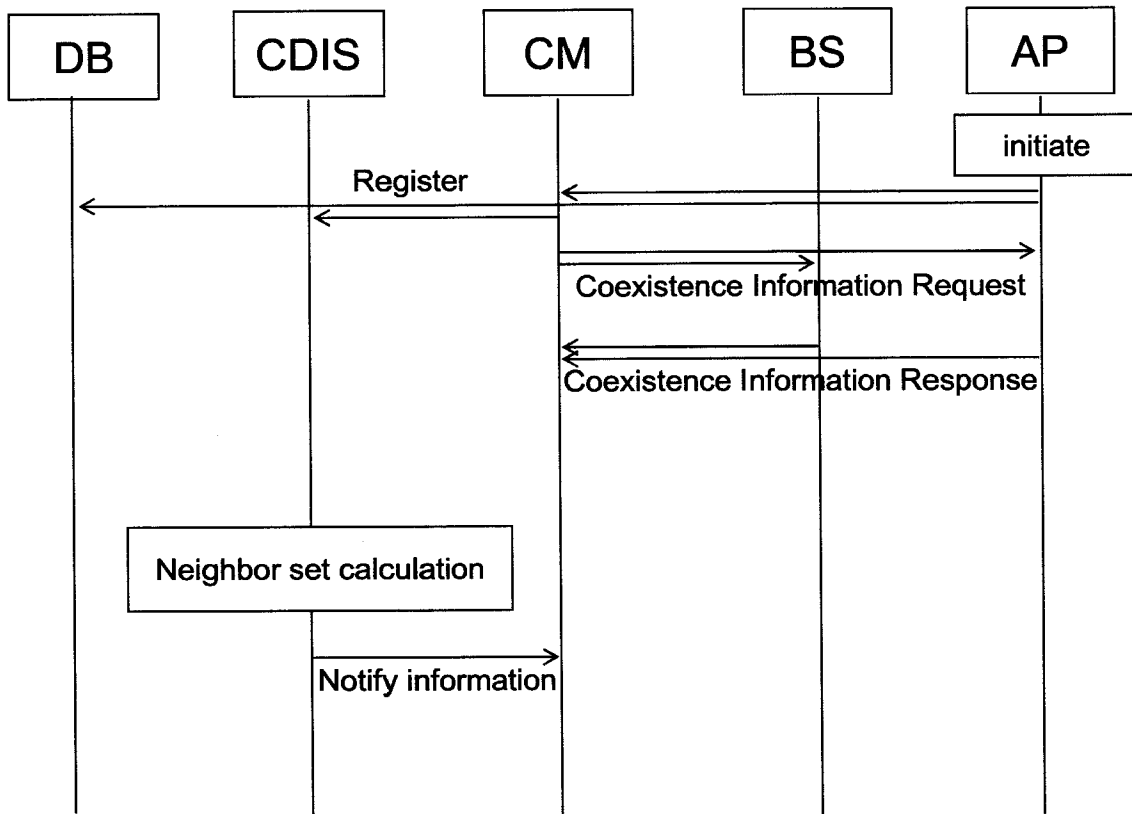 DB
CDIS
CM
BS
AP
initiate
Register
Coexistence Information Request
Coexistence Information Response
Neighbor set calculation
Notify information